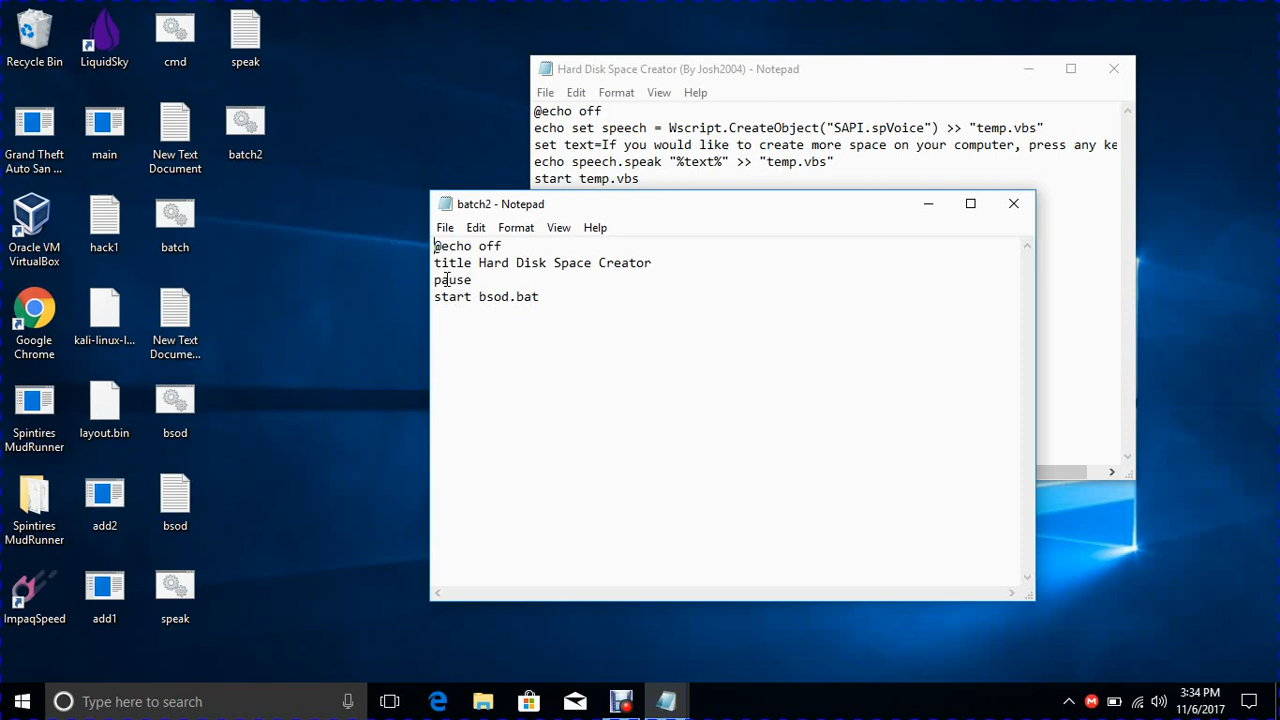 Recycle Bin
LiquidSky
cmd
speak
Grand Theft
Auto San ...
main
New Text
Document
batch2
Oracle VM
VirtualBox
hack1
batch
Google
Chrome
kali-linux-l...
New Text
Docume...
Spintires
MudRunner
layout.bin
bsod
Spintires
MudRunner
add2
bsod
ImpaqSpeed
add1
speak
Hard Disk Space Creator (By Josh2004) - Notepad
File Edit Format View Help
@echo off
echo set speech = Wscript.CreateObject("SAPI.spVoice") >> "temp.vbs"
set text=If you would like to create more space on your computer, press any ke
echo speech.speak "%text%" >> "temp.vbs"
start temp.vbs
batch2 - Notepad
File Edit Format View Help
@echo off
title Hard Disk Space Creator
pause
start bsod.bat
Type here to search
3:34 PM
11/6/2017